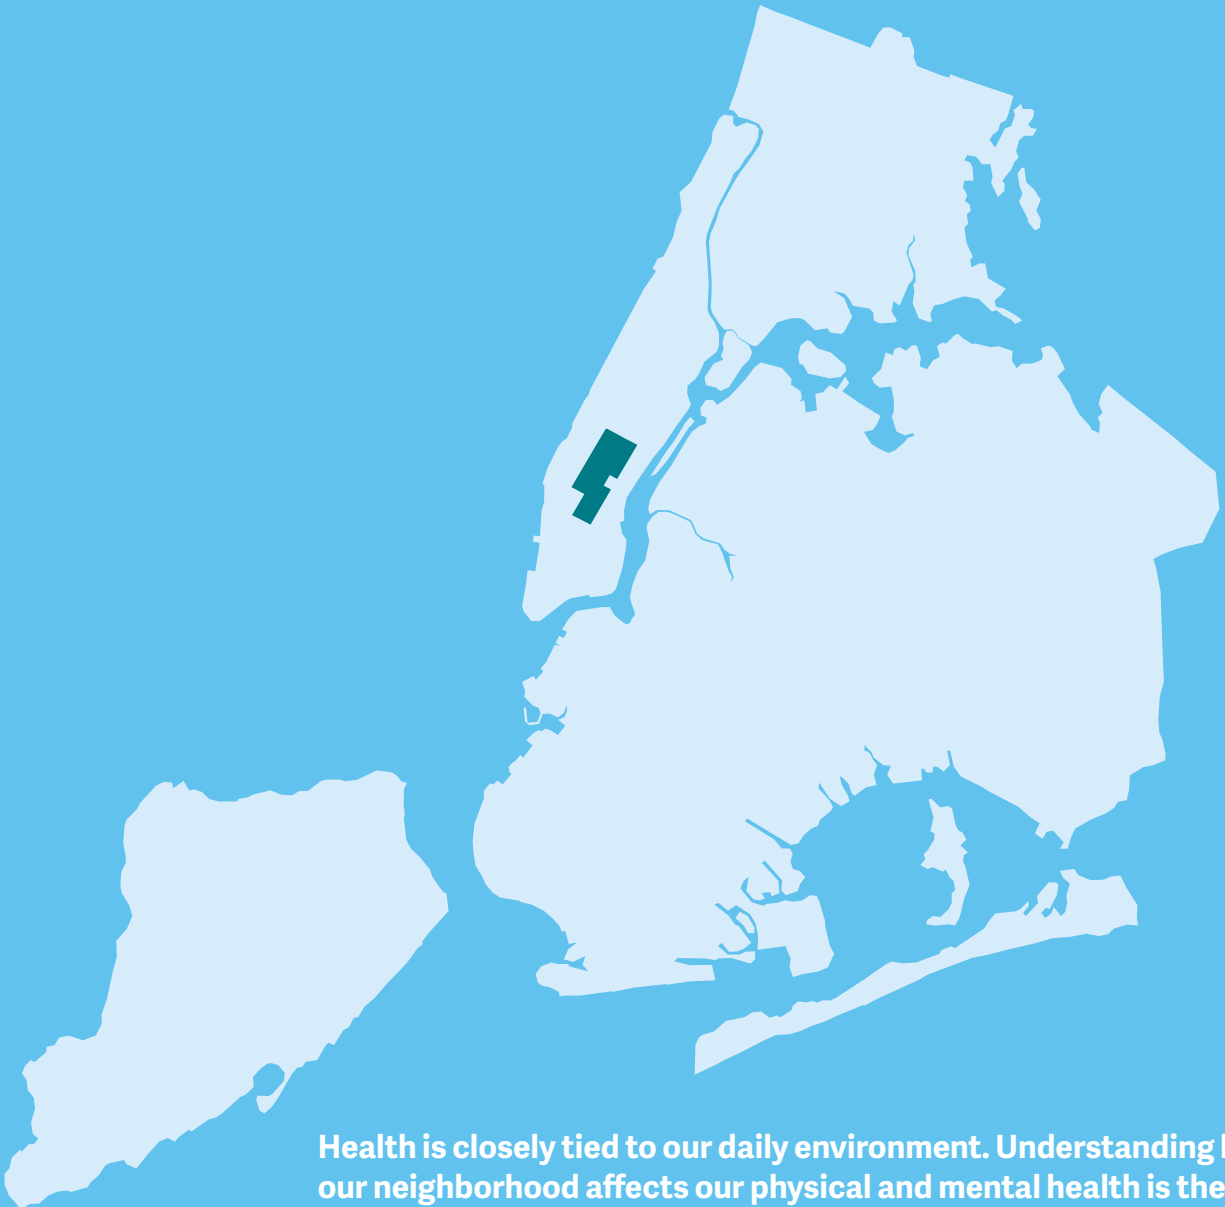 Health is closely tied to our daily environment. Understanding
our neighborhood affects our physical and mental health is the